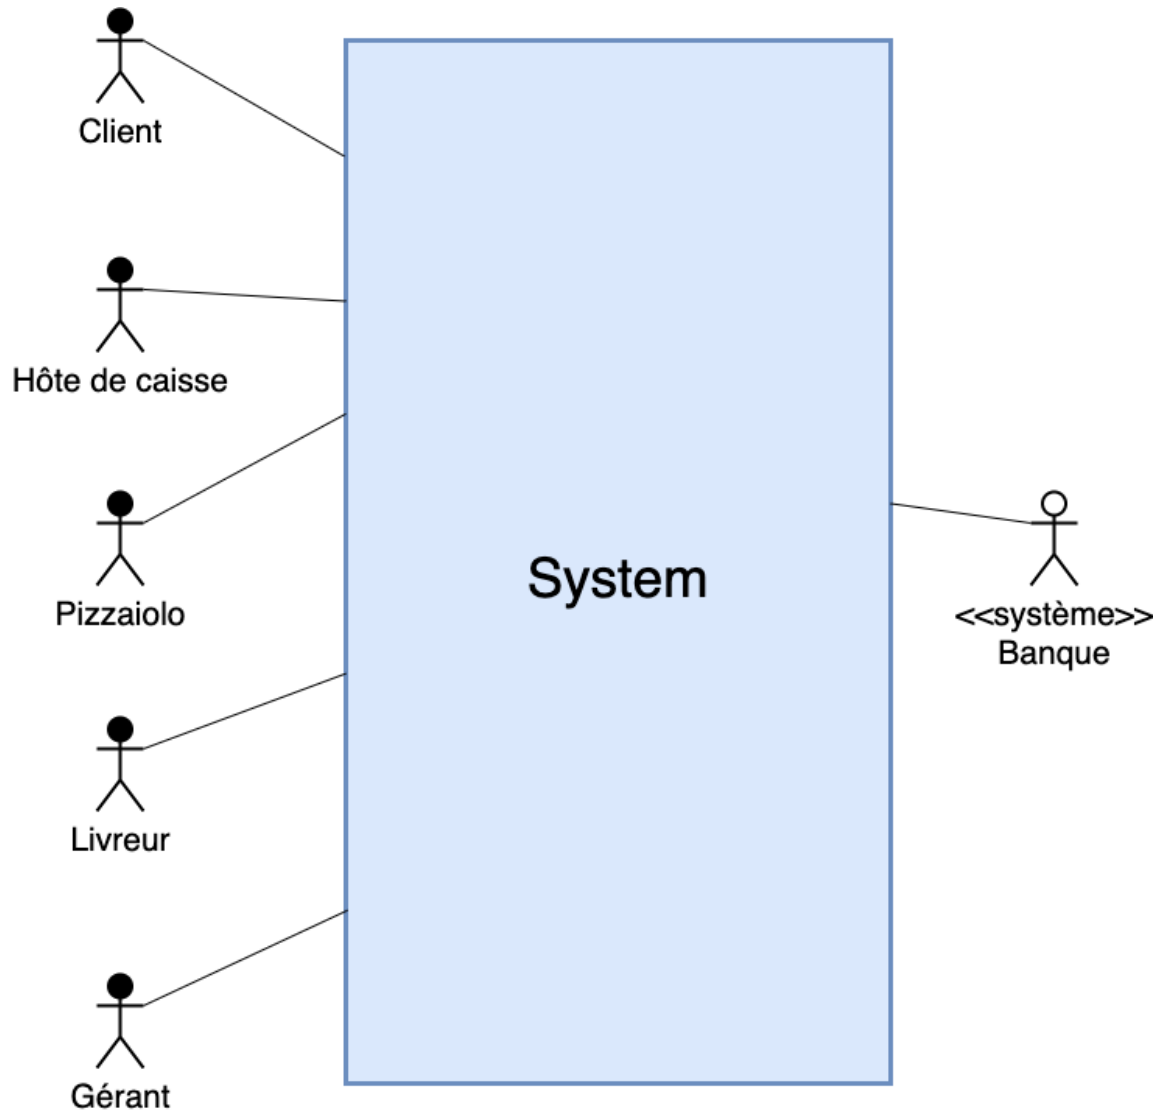 Client
Hôte de caisse
Pizzaiolo
System
<<système>>
Banque
Livreur
Gérant